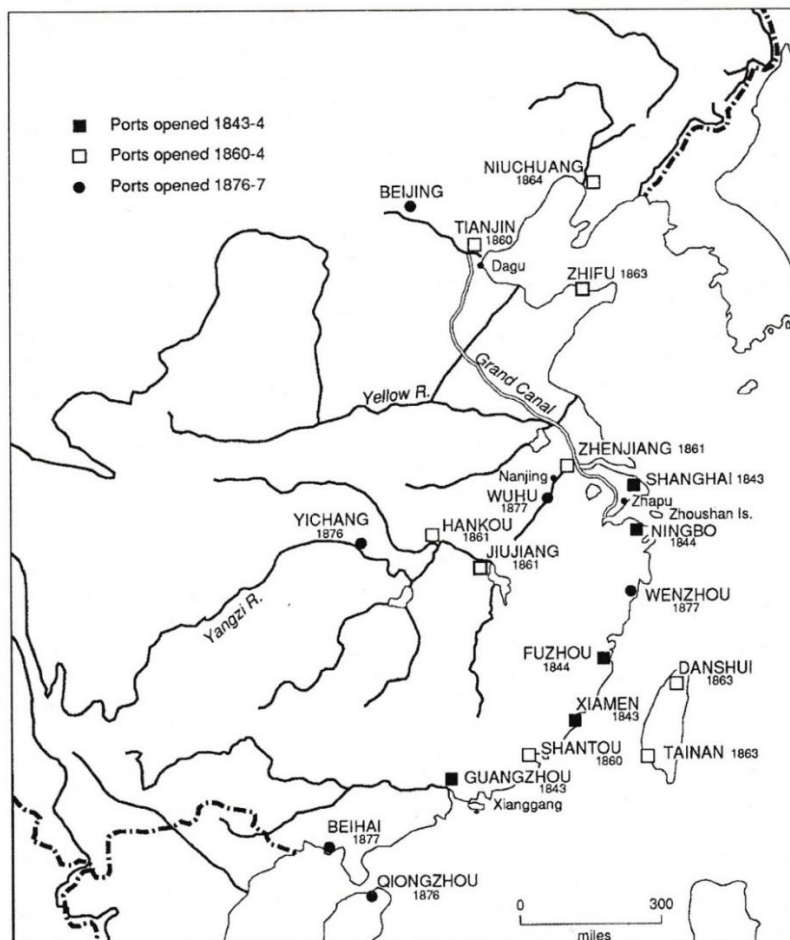 Ports opened 1843-4
Ports opened 1860-4
Ports opened 1876-7
NIUCHUANG
1864
BEIJING
TIANJIN
1860
Dagu
ZHIFU 1863
Grand Canal
Yellow R.
ZHENJIANG 1861
Nanjing
SHANGHAI 1843
WUHU
1877
Zhapu
Zhoushan Is.
NINGBO
1844
YICHANG
1876
HANKOU
1861
JIUJIANG
1861
Yangzi R.
WENZHOU
1877
FUZHOU
1844
DANSHUI
1863
XIAMEN
1843
SHANTOU
1860
TAINAN 1863
GUANGZHOU
1843
Xianggang
BEIHAI
1877
QIONGZHOU
1876
0 300
miles